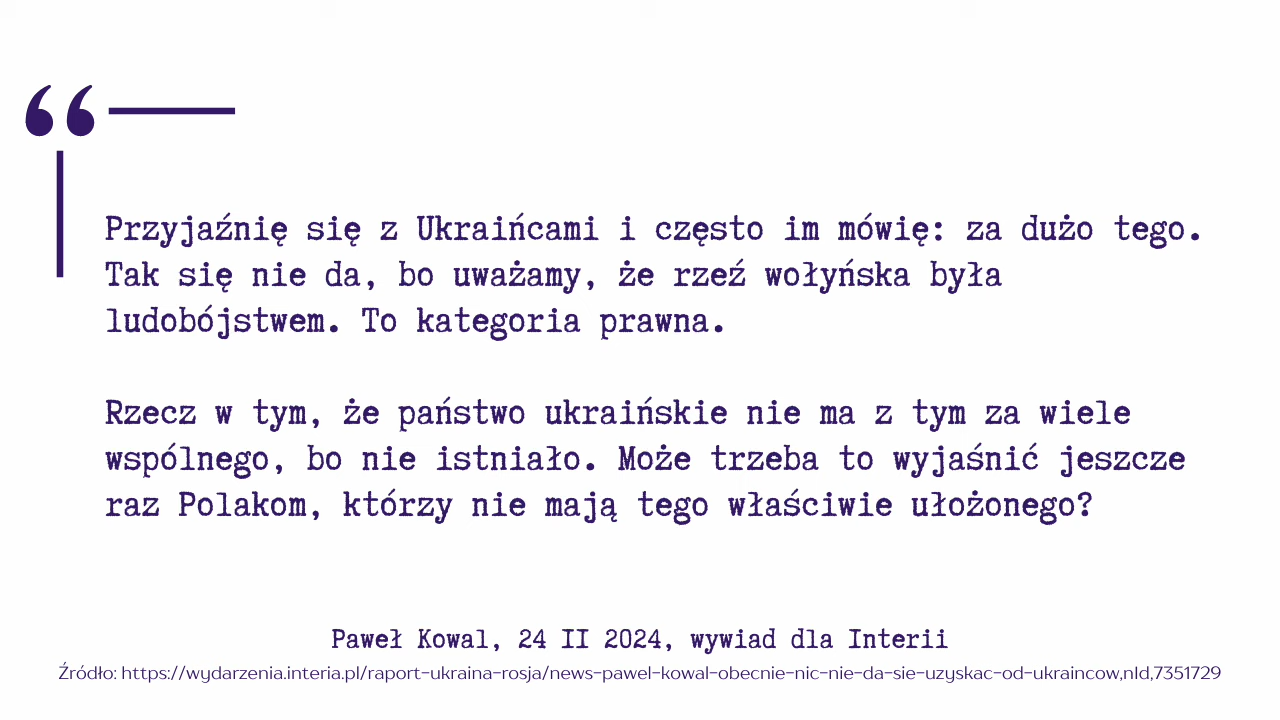 “
Przyjaźnię się z Ukraińcami i często im mówię: za dużo tego.
Tak się nie da, bo uważamy, że rzeź wołyńska była
ludobójstwem. To kategoria prawna.
Rzecz w tym, że państwo ukraińskie nie ma z tym za wiele
wspólnego, bo nie istniało. Może trzeba to wyjaśnić jeszcze
raz Polakom, którzy nie mają tego właściwie ułożonego?
Paweł Kowal, 24 II 2024, wywiad dla Interii
Źródło: https://wydarzenia.interia.pl/raport-ukraina-rosja/news-pawel-kowal-obecnie-nic-nie-da-sie-uzyskac-od-ukraincow,nId,7351729